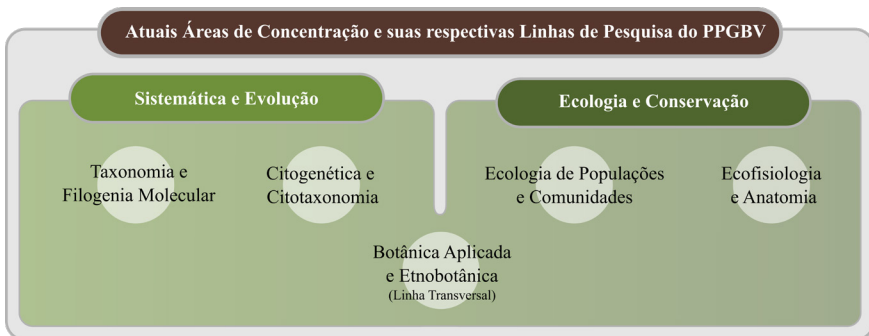 Atuais Áreas de Concentração e suas respectivas Linhas de Pesquisa do PPGBV
Sistemática e Evolução
Taxonomia e
Filogenia Molecular
Citogenética e
Citotaxonomia
Ecologia e Conservação
Ecologia de Populações
e Comunidades
Ecofisiologia
e Anatomia
Botânica Aplicada
e Etnobotânica
(Linha Transversal)